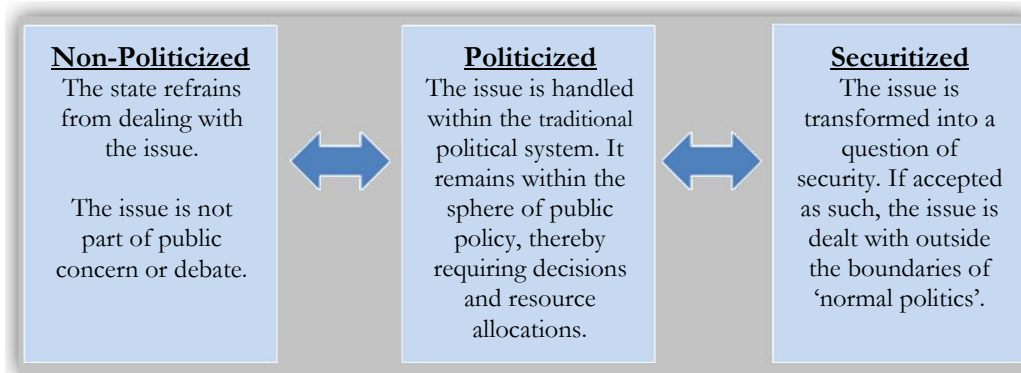 Non-Politicized
The state refrains
from dealing with
the issue.
The issue is not
part of public
concern or debate.
Politicized
The issue is handled
within the traditional
political system. It
remains within the
sphere of public
policy, thereby
requiring decisions
and resource
allocations.
Securitized
The issue is
transformed into a
question of
security. If accepted
as such, the issue is
dealt with outside
the boundaries of
‘normal politics’.